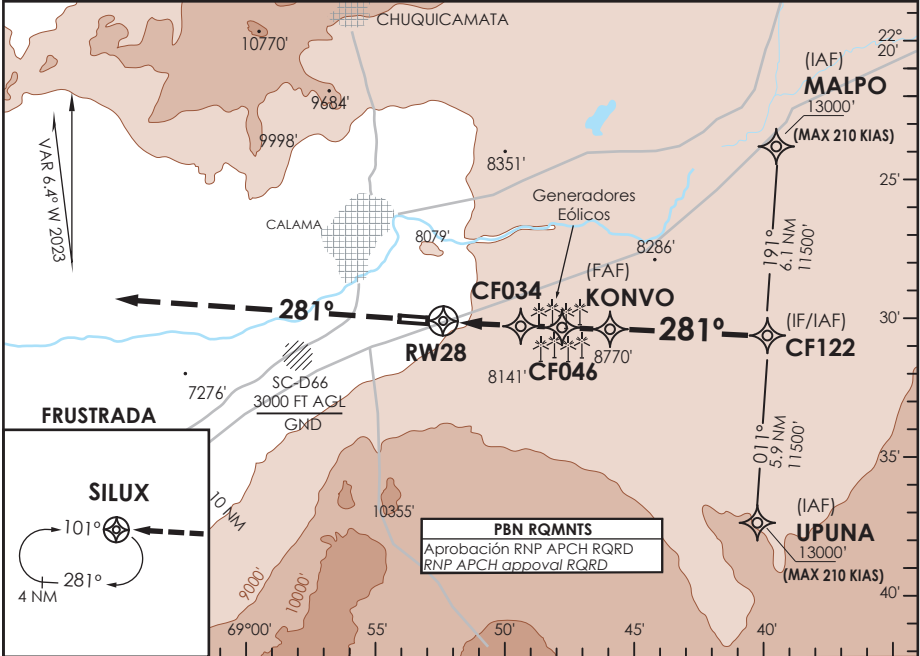 CHUQUICAMATA
10770'
22°
20'
(IAF)
MALPO
13000'
(MAX 210 KIAS)
9684'
9998'
VAR 6.4° W 2023
8351'
25'
Generadores
Eólicos
CALAMA
8079'
8286'
191°
6.1 NM
11500'
(FAF)
CF034
KONVO
281°
281°
30'
(IF/IAF)
CF122
RW28
8770'
CF046
8141'
7276'
SC-D66
3000 FT AGL
GND
FRUSTRADA
011°
5.9 NM
11500'
35'
SILUX
101°
281°
4 NM
10 NM
10355'
PBN RQMNTS
Aprobación RNP APCH RQRD
RNP APCH appoval RQRD
(IAF)
UPUNA
13000'
(MAX 210 KIAS)
9000'
10000'
40'
69°00'
55'
50'
45'
40'